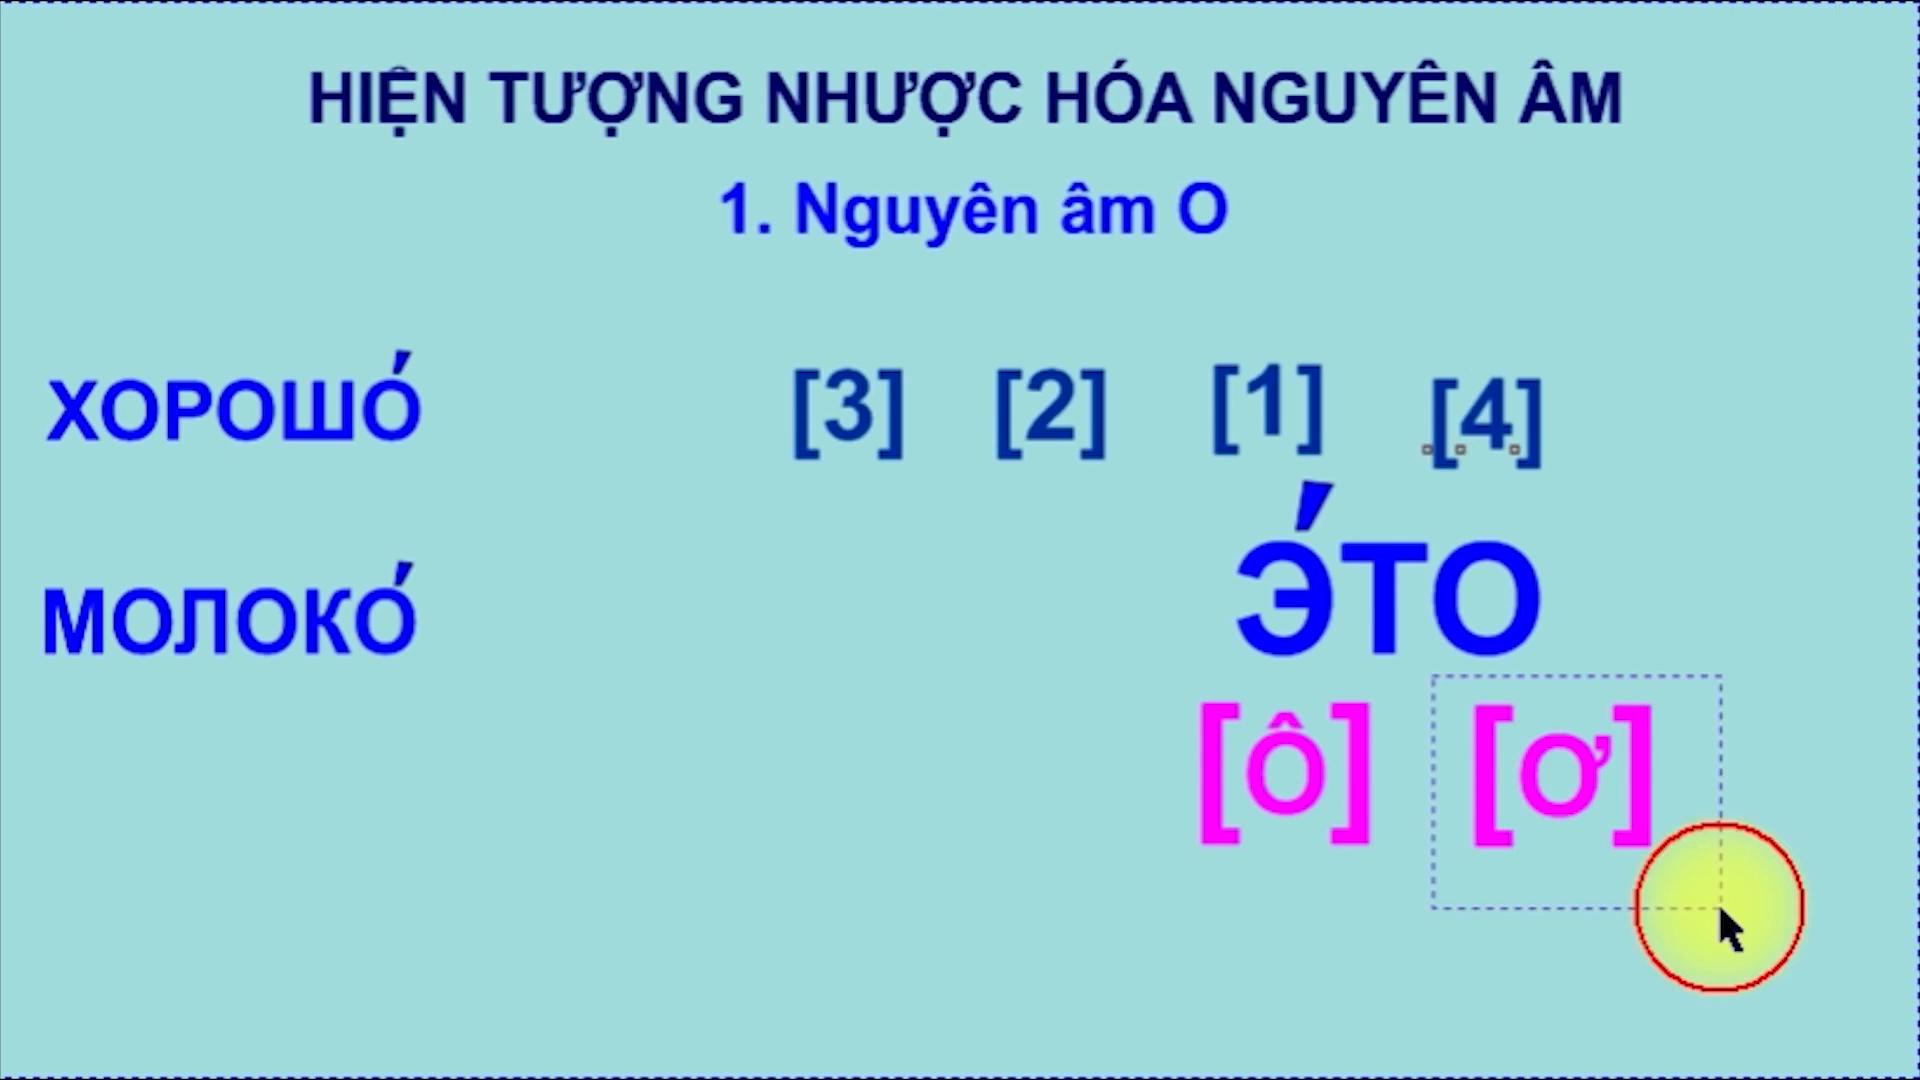 HIỆN TƯỢNG NHƯỢC HÓA NGUYÊN ÂM
1. Nguyên âm O
ХОРОШО́ [3] [2] [1] [4]
Э́ТО
МОЛОКО́
[ô] [ơ]